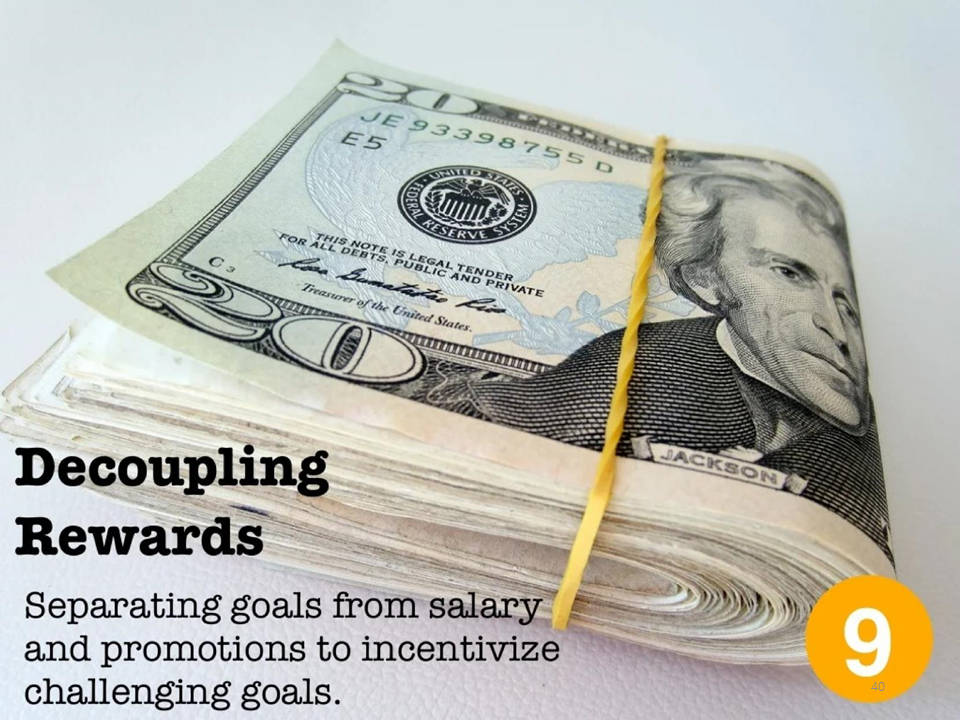 20
JE 93398755 D
E5
UNITED STATES
FEDERAL RESERVE SYSTEM
THIS NOTE IS LEGAL TENDER
FOR ALL DEBTS, PUBLIC AND PRIVATE
C 3
Treasurer of the United States.
20
JACKSON
Decoupling
Rewards
Separating goals from salary
and promotions to incentivize
challenging goals.
9
40